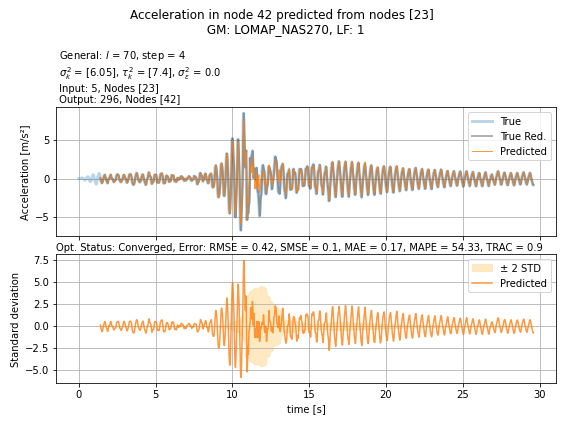 Acceleration in node 42 predicted from nodes [23]
GM: LOMAP_NAS270, LF: 1
General: l = 70, step = 4
σ²_k = [6.05], τ²_k = [7.4], σ²_ε = 0.0
Input: 5, Nodes [23]
Output: 296, Nodes [42]
True
True Red.
Predicted
Acceleration [m/s²]
5
0
−5
Opt. Status: Converged, Error: RMSE = 0.42, SMSE = 0.1, MAE = 0.17, MAPE = 54.33, TRAC = 0.9
± 2 STD
Predicted
Standard deviation
7.5
5.0
2.5
0.0
−2.5
−5.0
0 5 10 15 20 25 30
time [s]